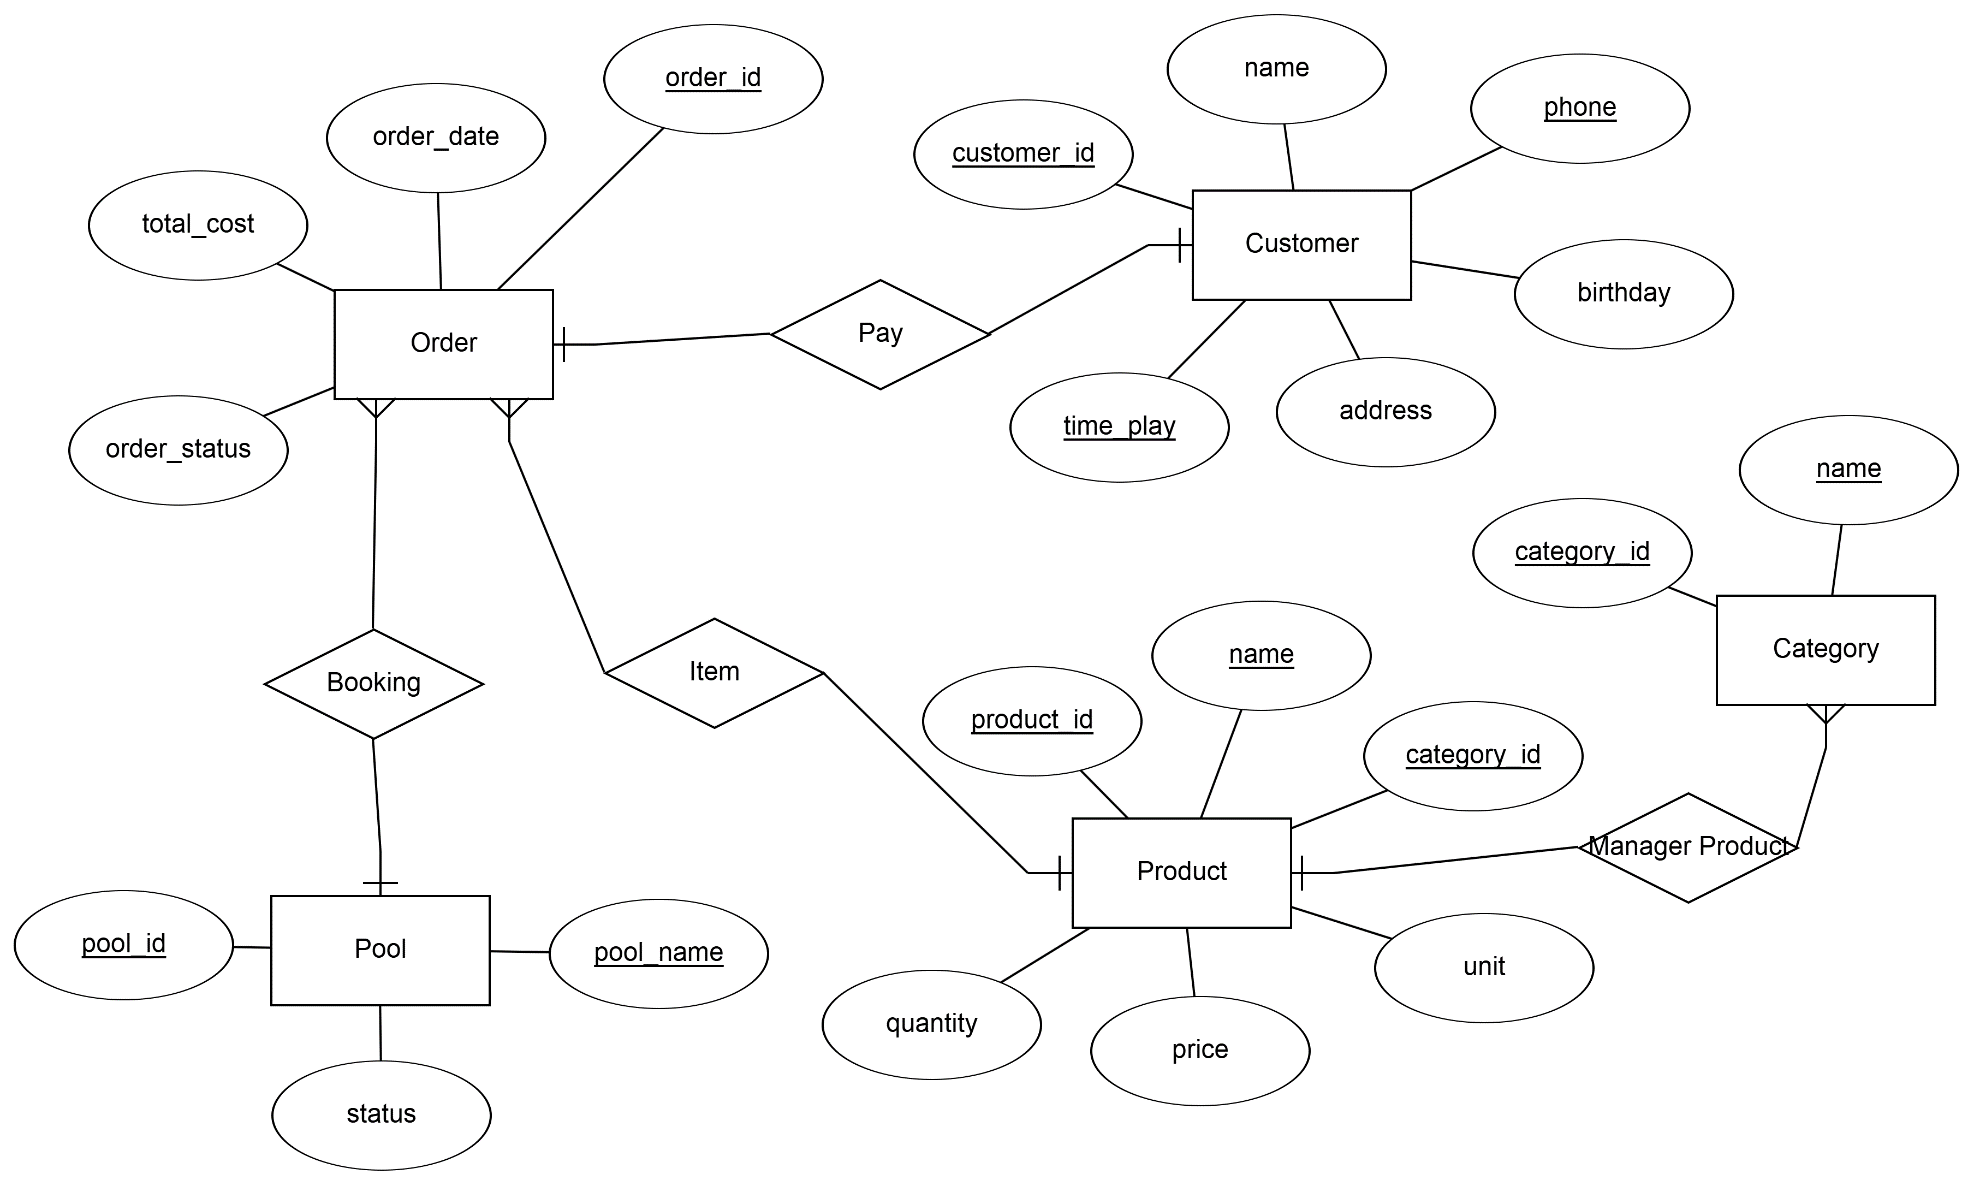 order_id
order_date
total_cost
Order
order_status
name
customer_id
phone
Customer
birthday
Pay
time_play
address
name
category_id
Category
Booking
Item
name
product_id
category_id
Manager Product
Product
unit
quantity
price
pool_id
Pool
pool_name
status